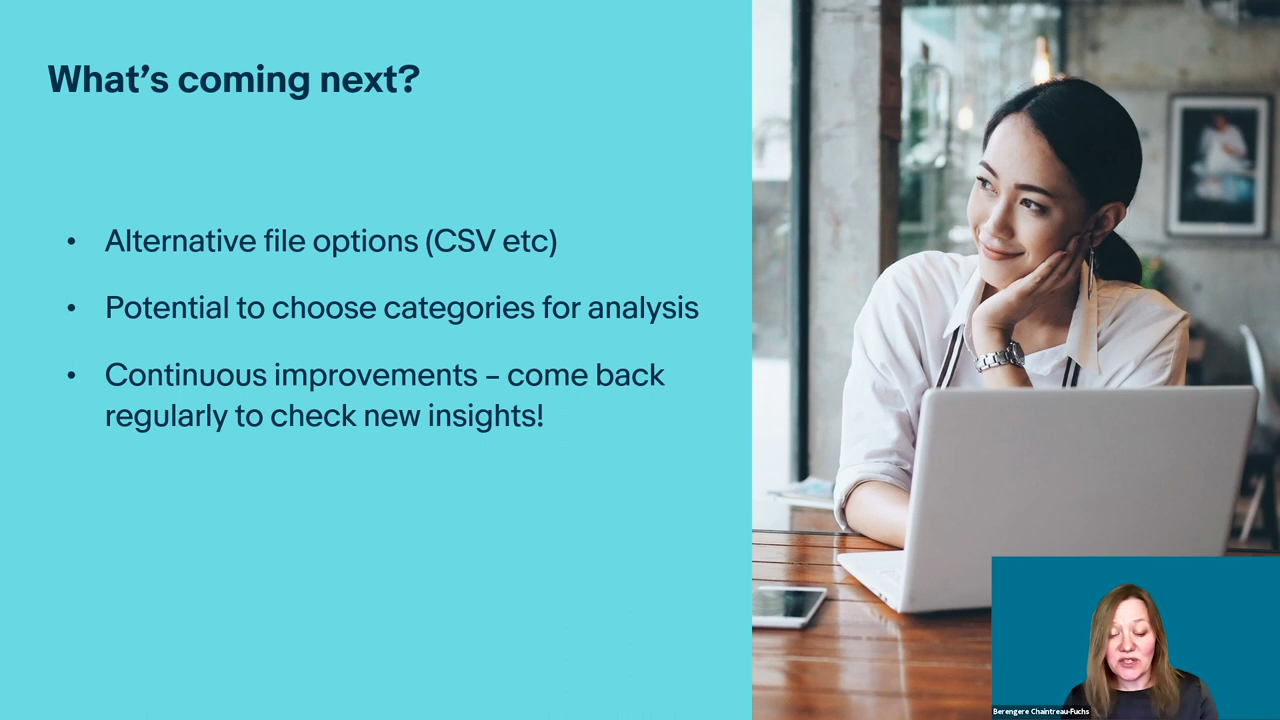 What's coming next?
• Alternative file options (CSV etc)
• Potential to choose categories for analysis
• Continuous improvements – come back
regularly to check new insights!
Berengere Chaintreau-Fuchs